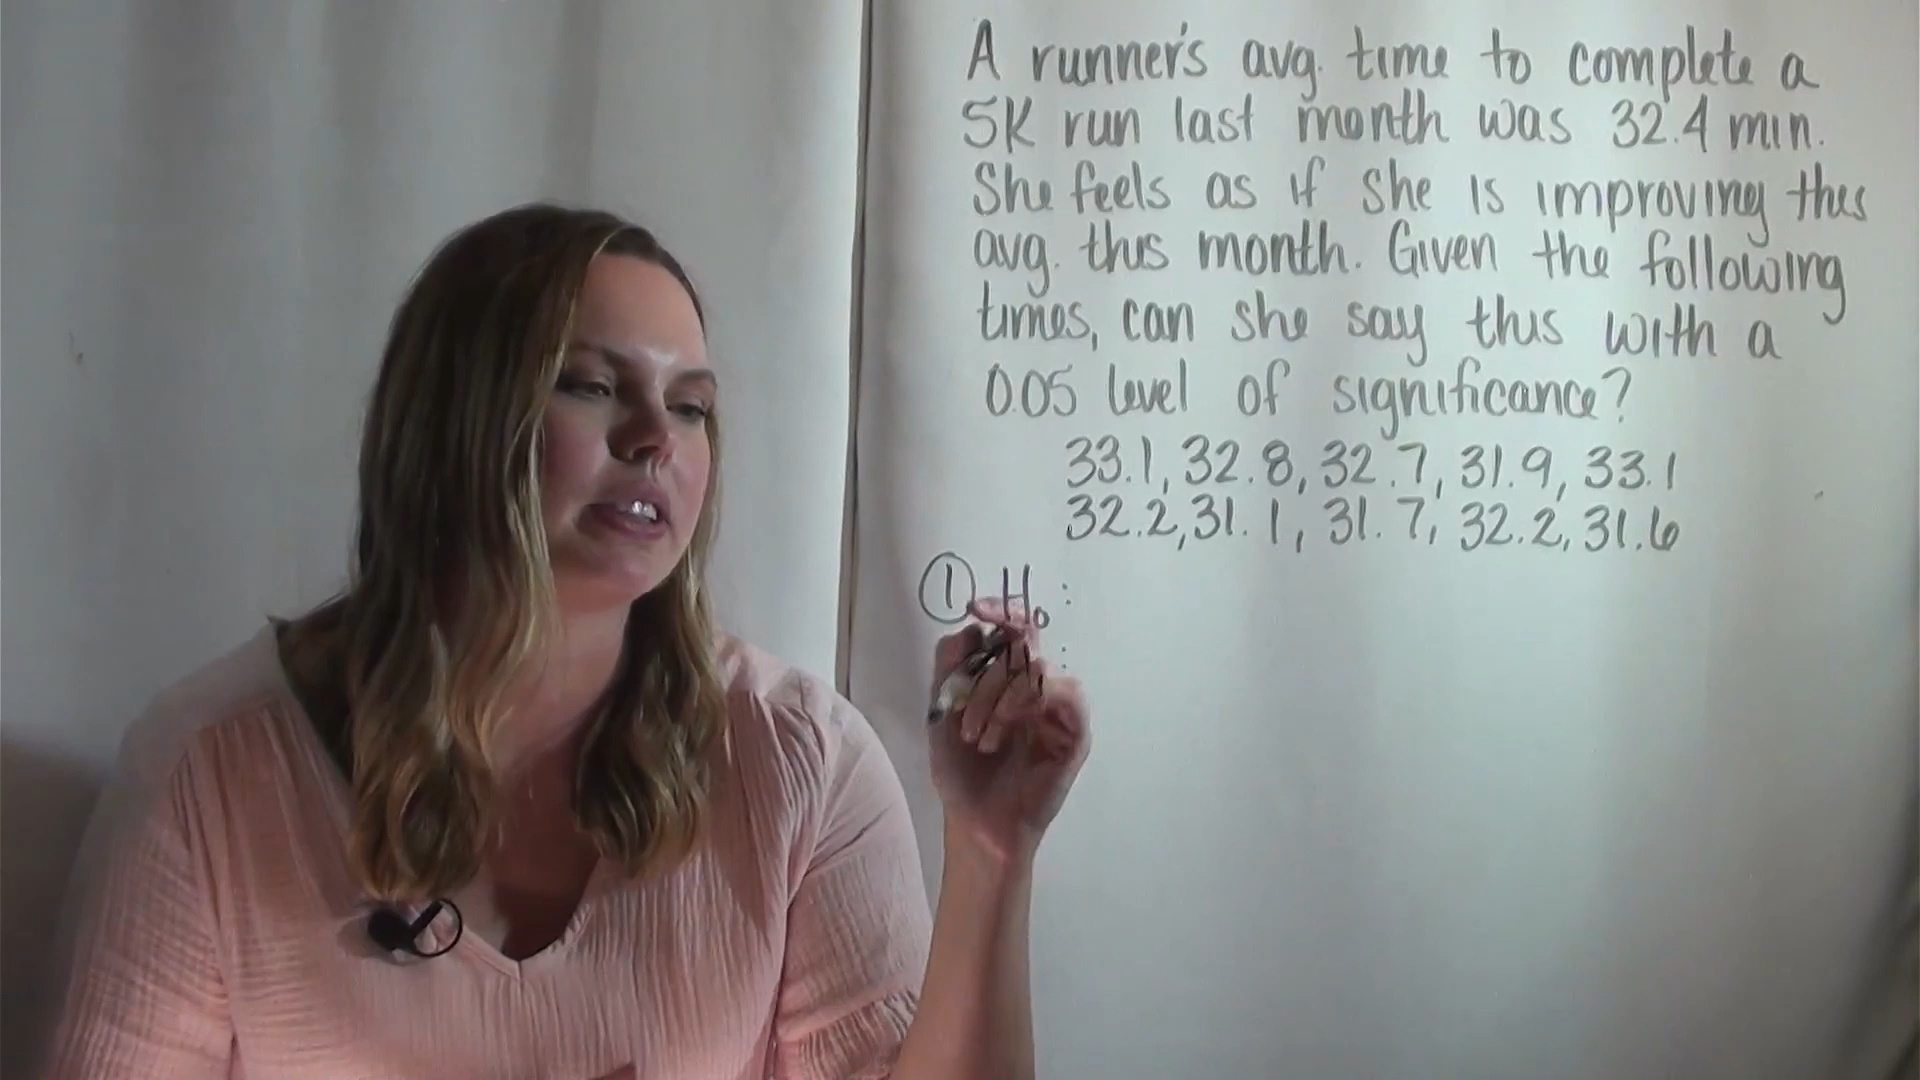 A runner's avg. time to complete a
5K run last month was 32.4 min.
She feels as if she is improving this
avg. this month. Given the following
times, can she say this with a
0.05 level of significance?
33.1, 32.8, 32.7, 31.9, 33.1
32.2, 31.1, 31.7, 32.2, 31.6
① H₀ :
H :